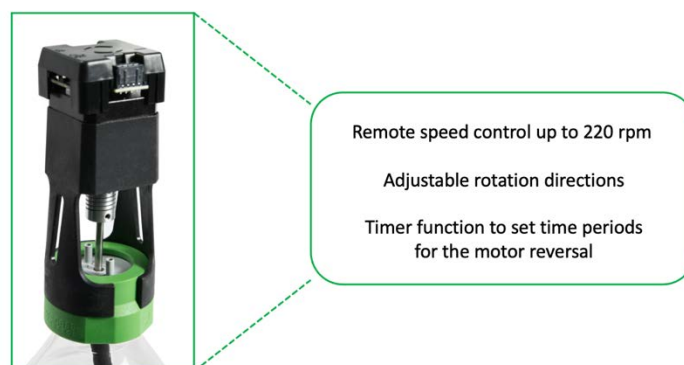 Remote speed control up to 220 rpm
Adjustable rotation directions
Timer function to set time periods
for the motor reversal